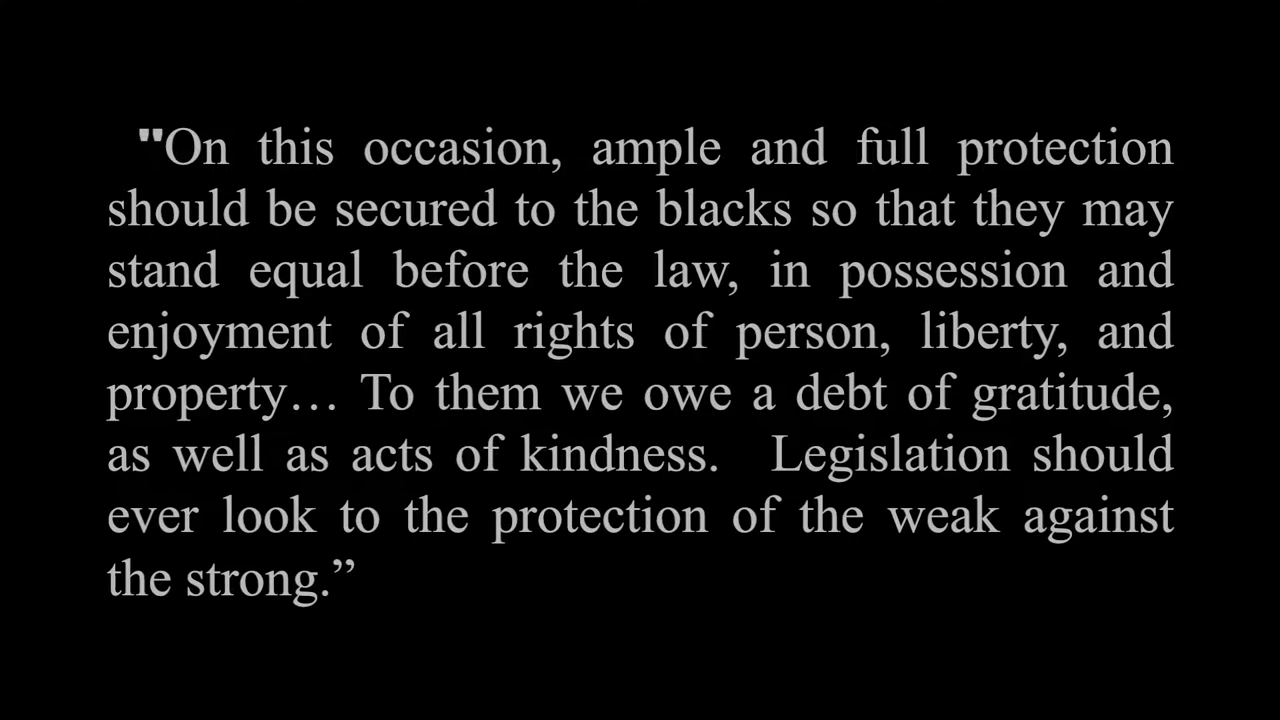 "On this occasion, ample and full protection
should be secured to the blacks so that they may
stand equal before the law, in possession and
enjoyment of all rights of person, liberty, and
property… To them we owe a debt of gratitude,
as well as acts of kindness. Legislation should
ever look to the protection of the weak against
the strong.”